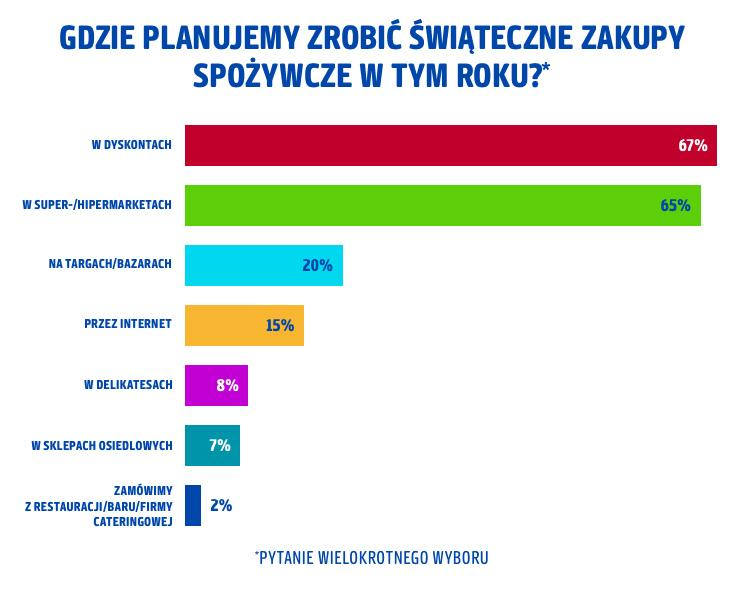 GDZIE PLANUJEMY ZROBIĆ ŚWIĄTECZNE ZAKUPY
SPOŻYWCZE W TYM ROKU?*
W DYSKONTACH 67%
W SUPER-/HIPERMARKETACH 65%
NA TARGACH/BAZARACH 20%
PRZEZ INTERNET 15%
W DELIKATESACH 8%
W SKLEPACH OSIEDLOWYCH 7%
ZAMÓWIMY
Z RESTAURACJI/BARU/FIRMY 2%
CATERINGOWEJ
*PYTANIE WIELOKROTNEGO WYBORU